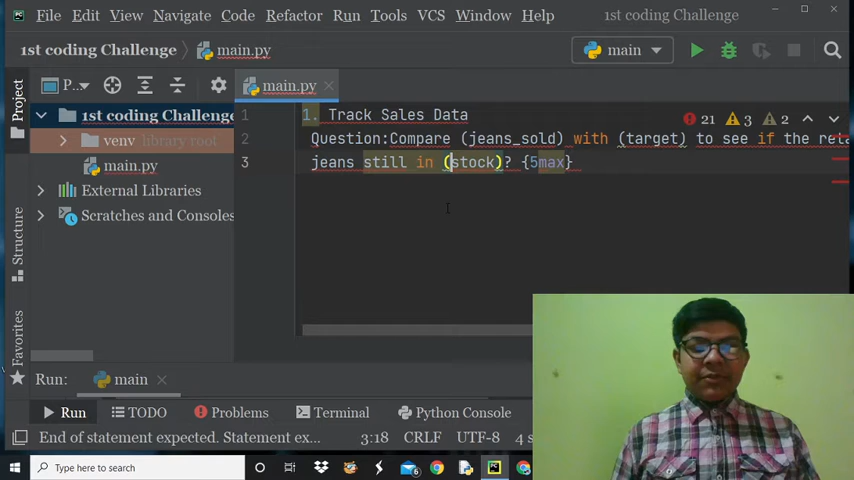 File Edit View Navigate Code Refactor Run Tools VCS Window Help 1st coding Challenge
1st coding Challenge main.py main
Project
P... main.py
1st coding Challenge
venv library root
main.py
External Libraries
Scratches and Consoles
1 1. Track Sales Data 21 3 2
2 Question:Compare (jeans_sold) with (target) to see if the reta
3 jeans still in (stock)? {5max}
Structure
Favorites
Run: main
Run TODO Problems Terminal Python Console
End of statement expected. Statement ex... 3:18 CRLF UTF-8 4 s
Type here to search 6